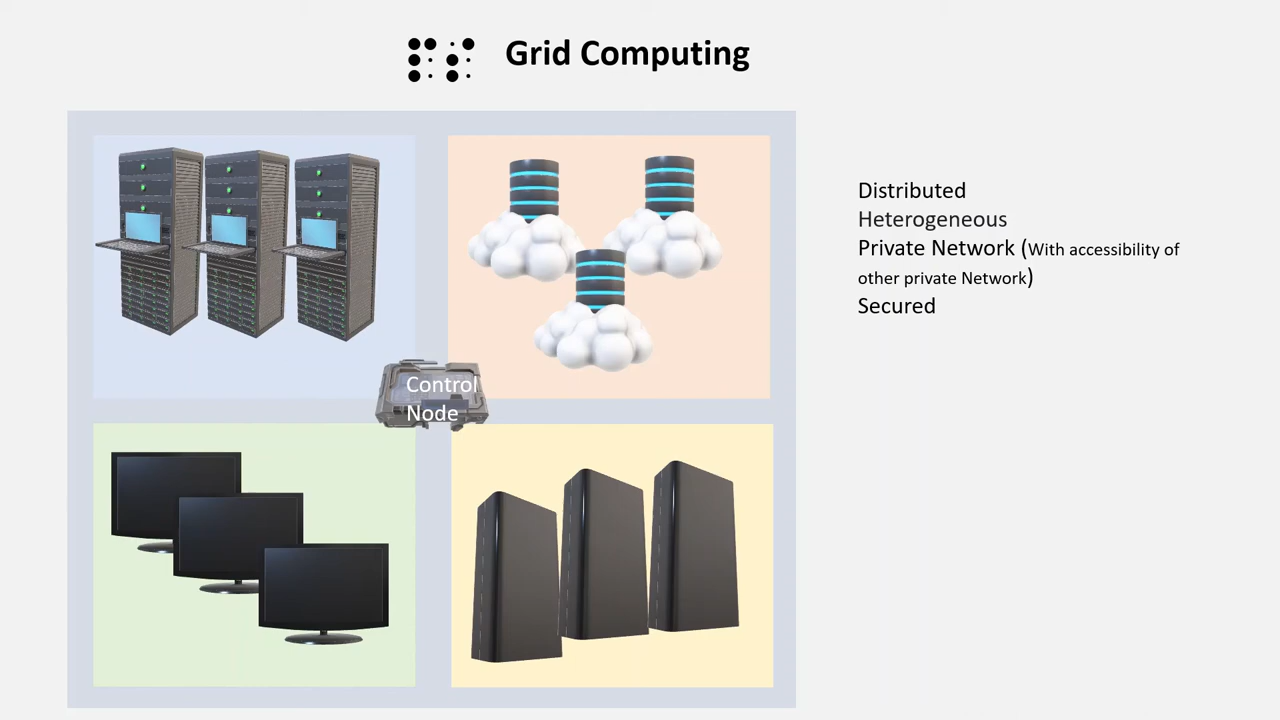 ⠏⠎ Grid Computing
Distributed
Heterogeneous
Private Network (With accessibility of
other private Network)
Secured
Control
Node